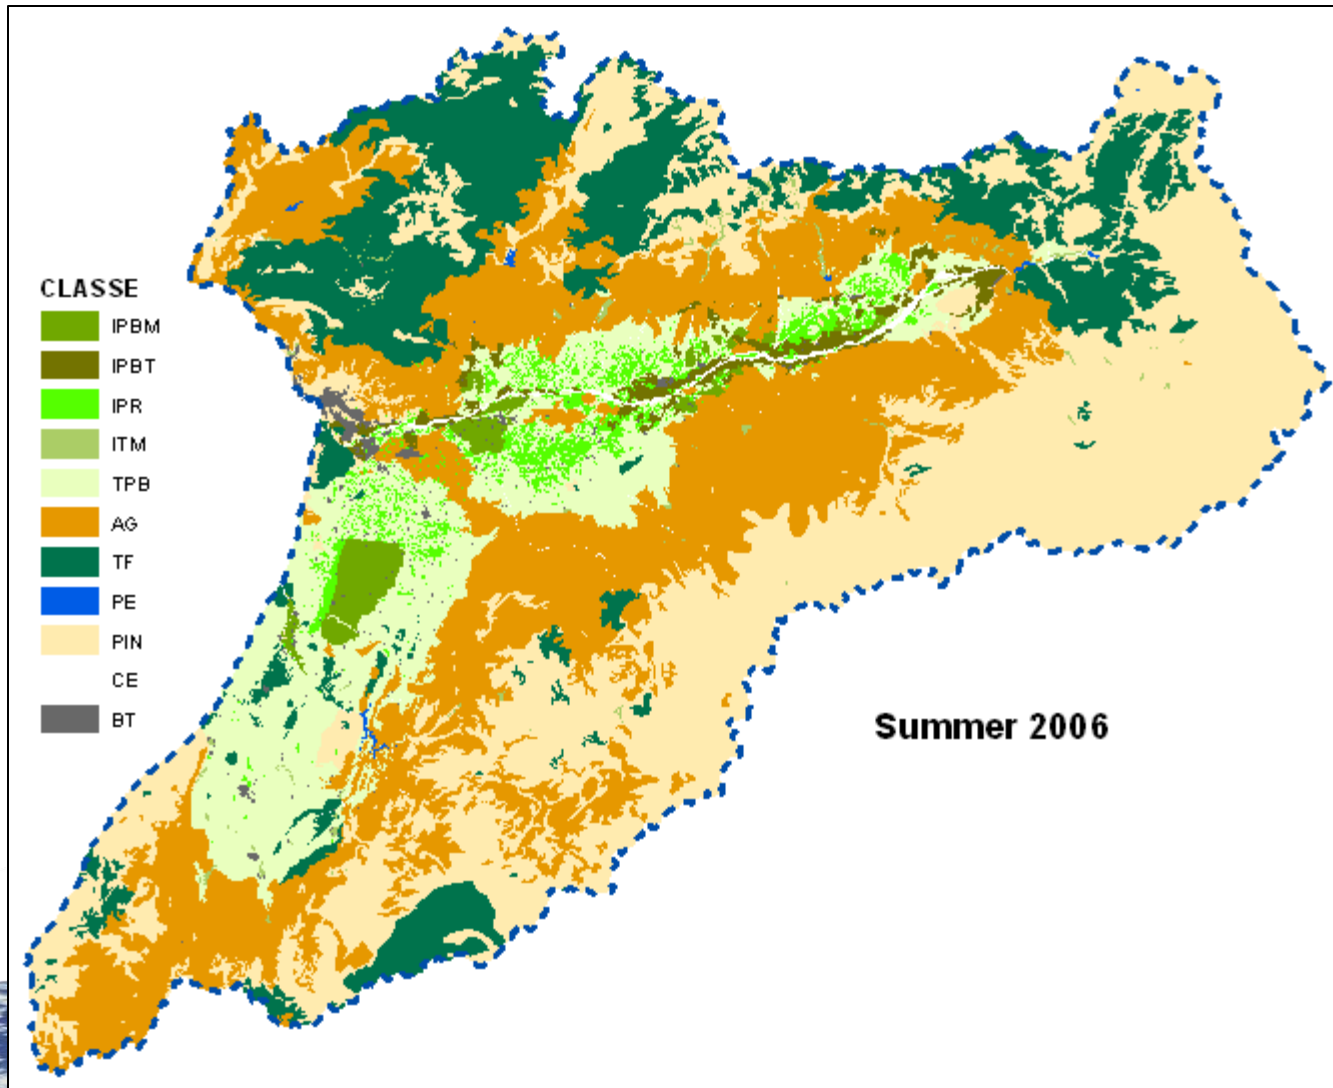 CLASSE
IPBM
IPBT
IPR
ITM
TPB
AG
TF
PE
PIN
CE
BT
Summer 2006